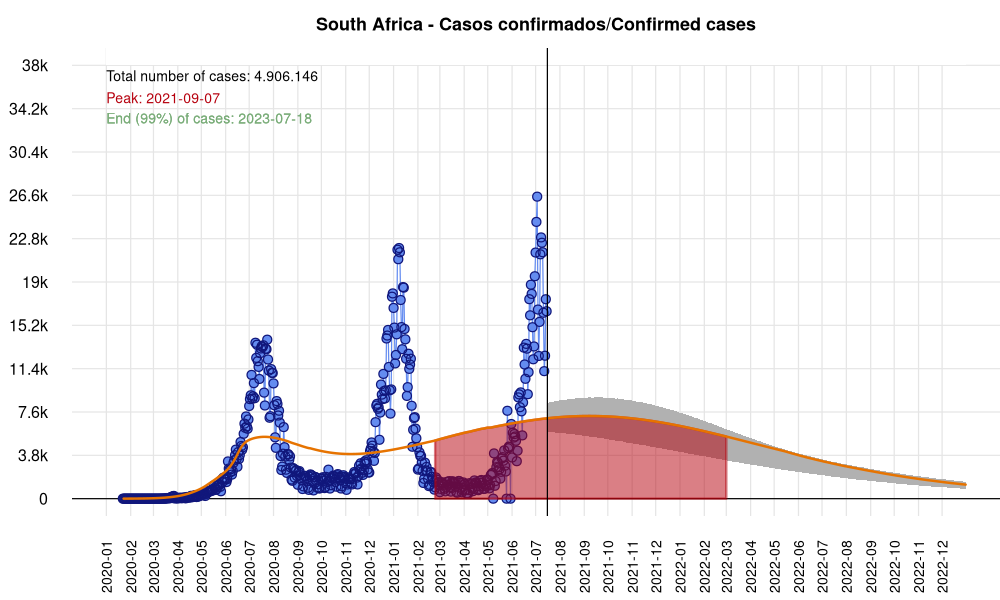 South Africa - Casos confirmados/Confirmed cases
Total number of cases: 4.906.146
Peak: 2021-09-07
End (99%) of cases: 2023-07-18
38k
34.2k
30.4k
26.6k
22.8k
19k
15.2k
11.4k
7.6k
3.8k
0
2020-01
2020-02
2020-03
2020-04
2020-05
2020-06
2020-07
2020-08
2020-09
2020-10
2020-11
2020-12
2021-01
2021-02
2021-03
2021-04
2021-05
2021-06
2021-07
2021-08
2021-09
2021-10
2021-11
2021-12
2022-01
2022-02
2022-03
2022-04
2022-05
2022-06
2022-07
2022-08
2022-09
2022-10
2022-11
2022-12